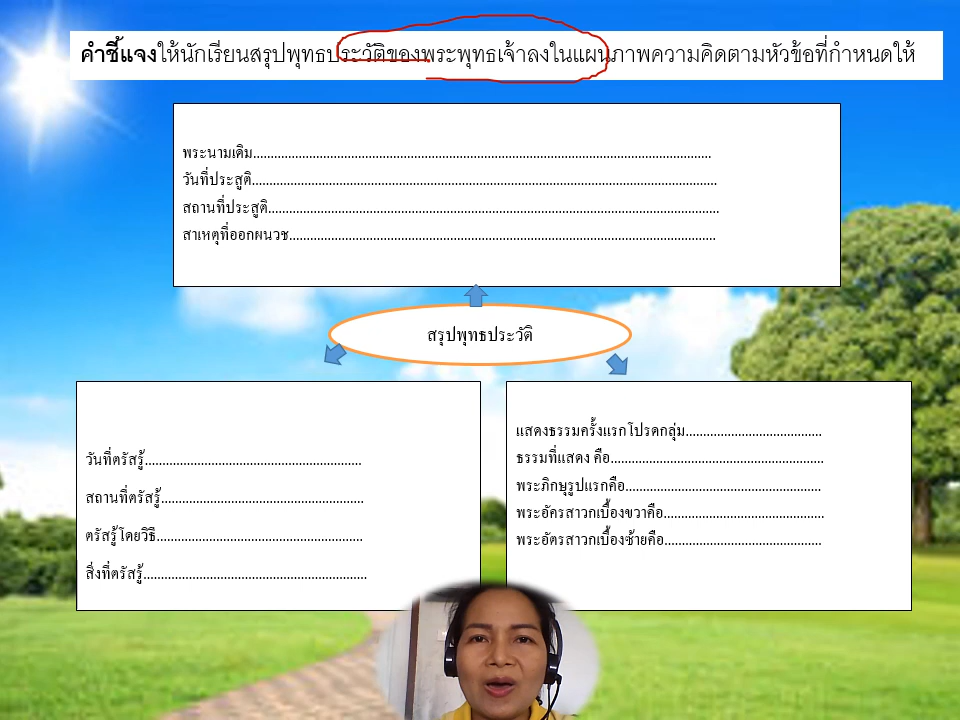 คำชี้แจงให้นักเรียนสรุปพุทธประวัติของพระพุทธเจ้าลงในแผนภาพความคิดตามหัวข้อที่กำหนดให้
พระนามเดิม....................................................................................................................................
วันที่ประสูติ......................................................................................................................................
สถานที่ประสูติ.................................................................................................................................
สาเหตุที่ออกผนวช..........................................................................................................................
สรุปพุทธประวัติ
วันที่ตรัสรู้..............................................................
สถานที่ตรัสรู้..........................................................
ตรัสรู้โดยวิธี...........................................................
สิ่งที่ตรัสรู้................................................................
แสดงธรรมครั้งแรกโปรดกลุ่ม.......................................
ธรรมที่แสดง คือ.............................................................
พระภิกษุรูปแรกคือ........................................................
พระอัครสาวกเบื้องขวาคือ..............................................
พระอัตรสาวกเบื้องซ้ายคือ.............................................